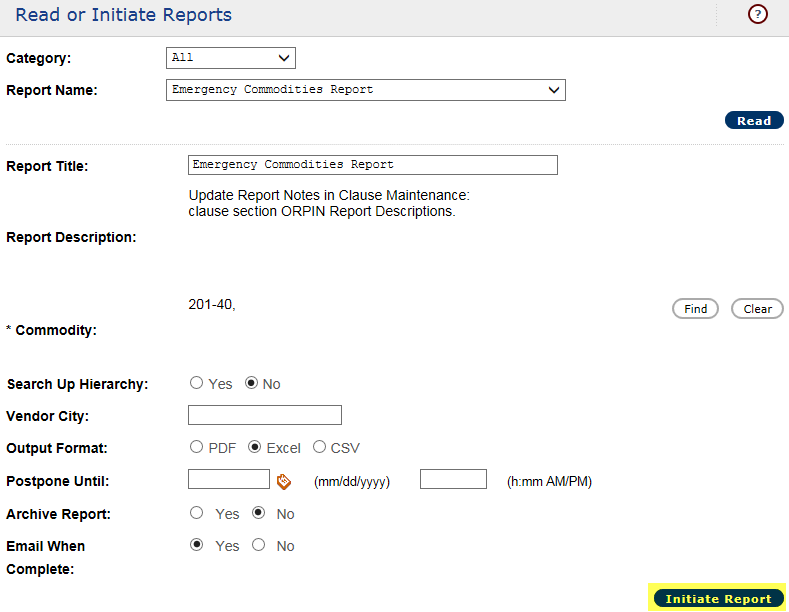 Read or Initiate Reports ?
Category: All
Report Name: Emergency Commodities Report
Read
Report Title: Emergency Commodities Report
Update Report Notes in Clause Maintenance:
clause section ORPIN Report Descriptions.
Report Description:
201-40, Find Clear
* Commodity:
Search Up Hierarchy: Yes No
Vendor City:
Output Format: PDF Excel CSV
Postpone Until: (mm/dd/yyyy) (h:mm AM/PM)
Archive Report: Yes No
Email When Yes No
Complete:
Initiate Report